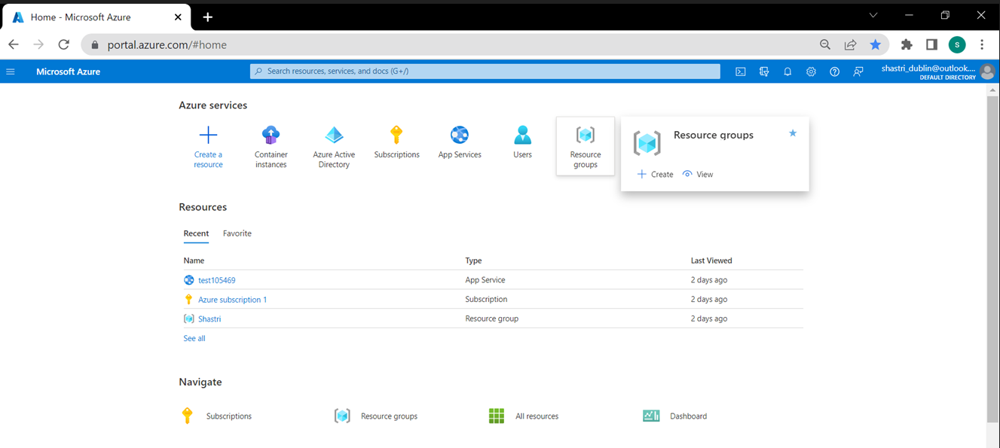 Home - Microsoft Azure
portal.azure.com/#home
S
Microsoft Azure
Search resources, services, and docs (G+/)
shastri_dublin@outlook....
DEFAULT DIRECTORY
Azure services
Create a
resource
Container
instances
Azure Active
Directory
Subscriptions
App Services
Users
Resource
groups
Resource groups
Create
View
Resources
Recent
Favorite
Name
Type
Last Viewed
test105469
App Service
2 days ago
Azure subscription 1
Subscription
2 days ago
Shastri
Resource group
2 days ago
See all
Navigate
Subscriptions
Resource groups
All resources
Dashboard